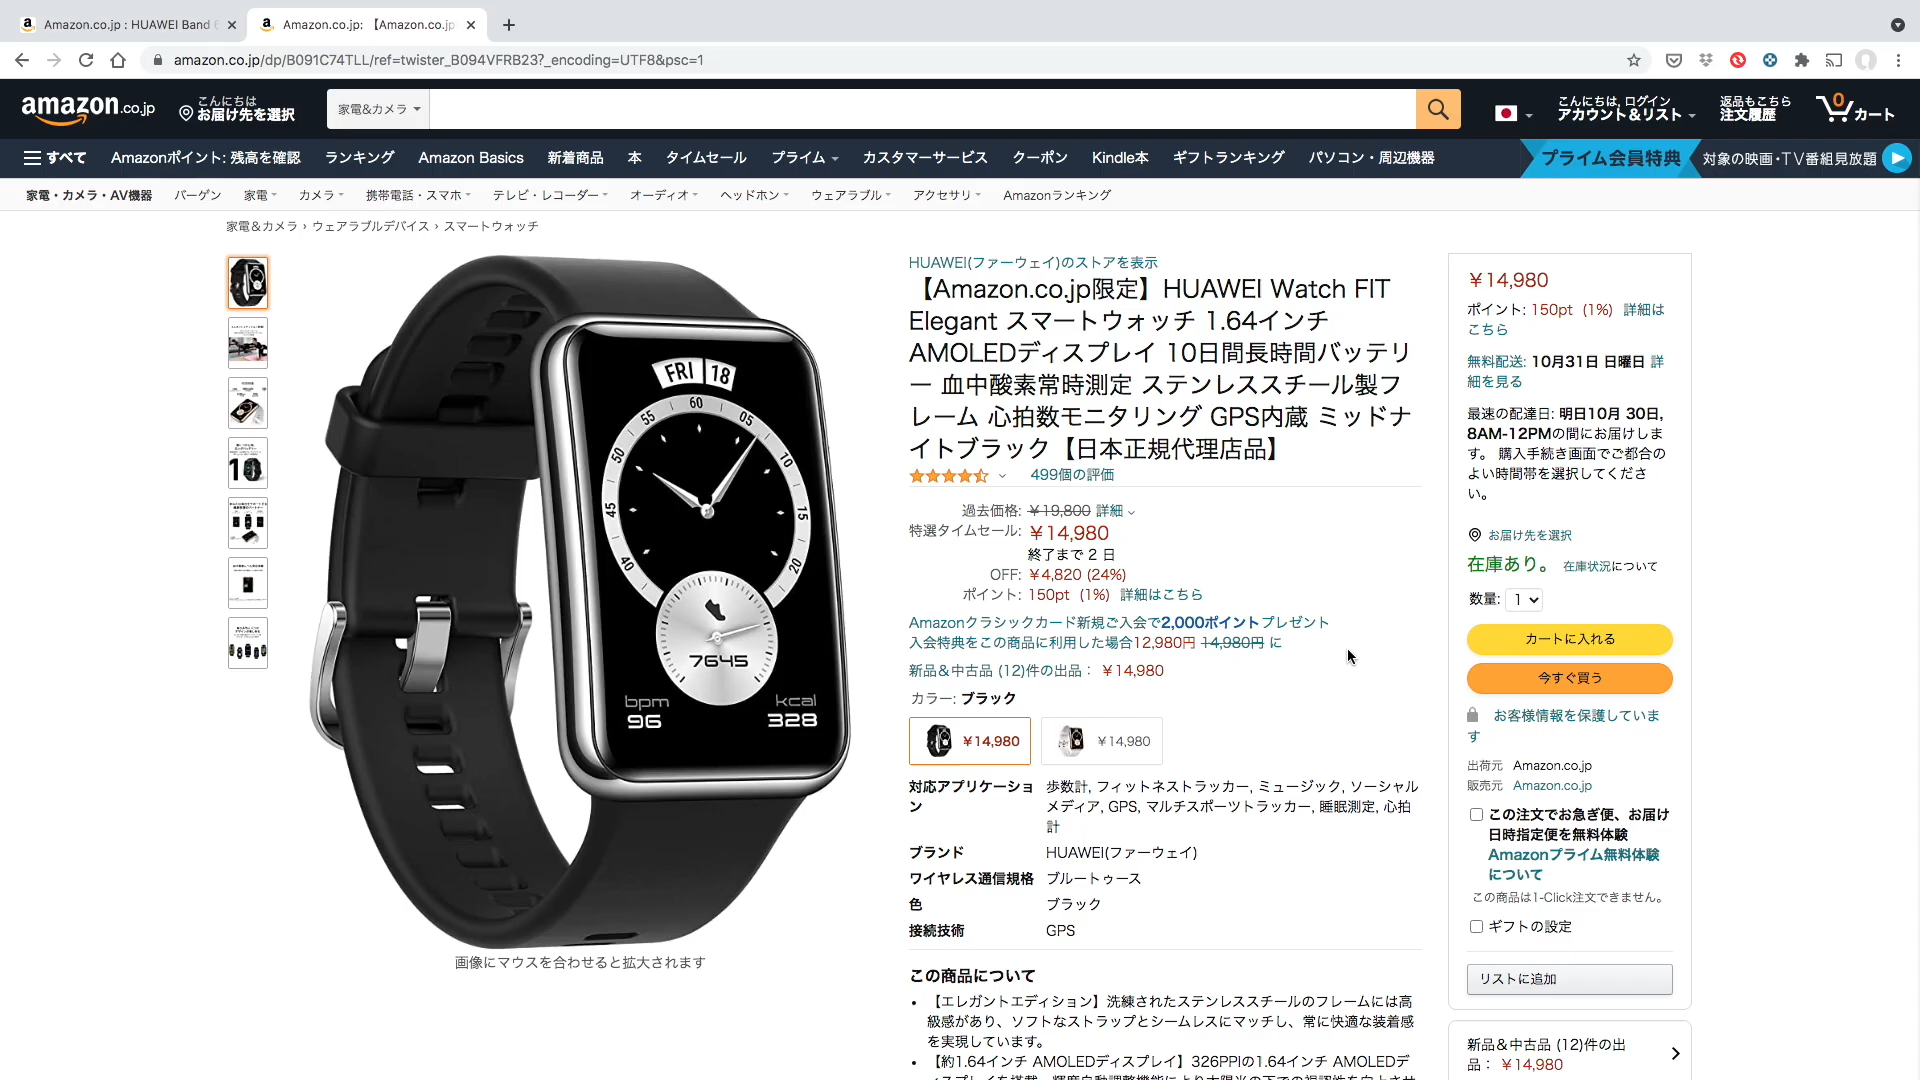 Amazon.co.jp : HUAWEI Band 6
Amazon.co.jp: 【Amazon.co.jp
amazon.co.jp/dp/B091C74TLL/ref=twister_B094VFRB23?_encoding=UTF8&psc=1
amazon.co.jp
こんにちは
お届け先を選択
家電&カメラ
こんにちは, ログイン
アカウント&リスト
返品もこちら
注文履歴
0
カート
すべて
Amazonポイント: 残高を確認
ランキング
Amazon Basics
新着商品
本
タイムセール
プライム
カスタマーサービス
クーポン
Kindle本
ギフトランキング
パソコン・周辺機器
プライム会員特典
対象の映画・TV番組見放題
家電・カメラ・AV機器
バーゲン
家電
カメラ
携帯電話・スマホ
テレビ・レコーダー
オーディオ
ヘッドホン
ウェアラブル
アクセサリ
Amazonランキング
家電＆カメラ › ウェアラブルデバイス › スマートウォッチ
FRI 18
60
05
10
15
20
40
45
50
55
7645
bpm
96
kcal
328
画像にマウスを合わせると拡大されます
HUAWEI(ファーウェイ)のストアを表示
【Amazon.co.jp限定】HUAWEI Watch FIT
Elegant スマートウォッチ 1.64インチ
AMOLEDディスプレイ 10日間長時間バッテリ
ー 血中酸素常時測定 ステンレススチール製フ
レーム 心拍数モニタリング GPS内蔵 ミッドナ
イトブラック【日本正規代理店品】
499個の評価
過去価格: ￥19,800 詳細
特選タイムセール: ￥14,980
終了まで 2 日
OFF: ￥4,820 (24%)
ポイント: 150pt (1%) 詳細はこちら
Amazonクラシックカード新規ご入会で2,000ポイントプレゼント
入会特典をこの商品に利用した場合12,980円 14,980円 に
新品＆中古品 (12)件の出品： ￥14,980
カラー: ブラック
￥14,980
￥14,980
対応アプリケーショ
ン
歩数計, フィットネストラッカー, ミュージック, ソーシャル
メディア, GPS, マルチスポーツトラッカー, 睡眠測定, 心拍
計
ブランド HUAWEI(ファーウェイ)
ワイヤレス通信規格 ブルートゥース
色 ブラック
接続技術 GPS
この商品について
• 【エレガントエディション】洗練されたステンレススチールのフレームには高
級感があり、ソフトなストラップとシームレスにマッチし、常に快適な装着感
を実現しています。
• 【約1.64インチ AMOLEDディスプレイ】326PPIの1.64インチ AMOLEDデ
￥14,980
ポイント: 150pt (1%) 詳細は
こちら
無料配送: 10月31日 日曜日 詳
細を見る
最速の配達日: 明日10月 30日,
8AM-12PMの間にお届けしま
す。 購入手続き画面でご都合の
よい時間帯を選択してくださ
い。
お届け先を選択
在庫あり。 在庫状況について
数量: 1
カートに入れる
今すぐ買う
お客様情報を保護していま
す
出荷元 Amazon.co.jp
販売元 Amazon.co.jp
この注文でお急ぎ便、お届け
日時指定便を無料体験
Amazonプライム無料体験
について
この商品は1-Click注文できません。
ギフトの設定
リストに追加
新品＆中古品 (12)件の出
品： ￥14,980